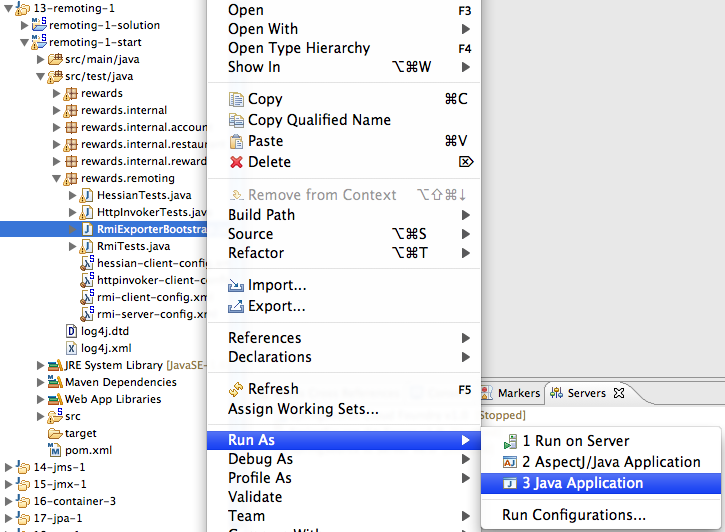 13-remoting-1
remoting-1-solution
remoting-1-start
src/main/java
src/test/java
rewards
rewards.internal
rewards.internal.accou
rewards.internal.restau
rewards.internal.reward
rewards.remoting
HessianTests.java
HttpInvokerTests.jav
RmiExporterBootstra
RmiTests.java
hessian-client-config
httpinvoker-client-co
rmi-client-config.xm
rmi-server-config.xm
log4j.dtd
log4j.xml
JRE System Library [JavaSE-
Maven Dependencies
Web App Libraries
src
target
pom.xml
14-jms-1
15-jmx-1
16-container-3
17-jpa-1
Open F3
Open With
Open Type Hierarchy F4
Show In ⌥⌘W
Copy ⌘C
Copy Qualified Name
Paste ⌘V
Delete ⌦
Remove from Context ⌥⇧⌘↓
Build Path
Source ⌥⌘S
Refactor ⌥⌘T
Import...
Export...
References
Declarations
Refresh F5
Assign Working Sets...
Run As
Debug As
Profile As
Validate
Team
Markers Servers
Stopped]
1 Run on Server
2 AspectJ/Java Application
3 Java Application
Run Configurations...